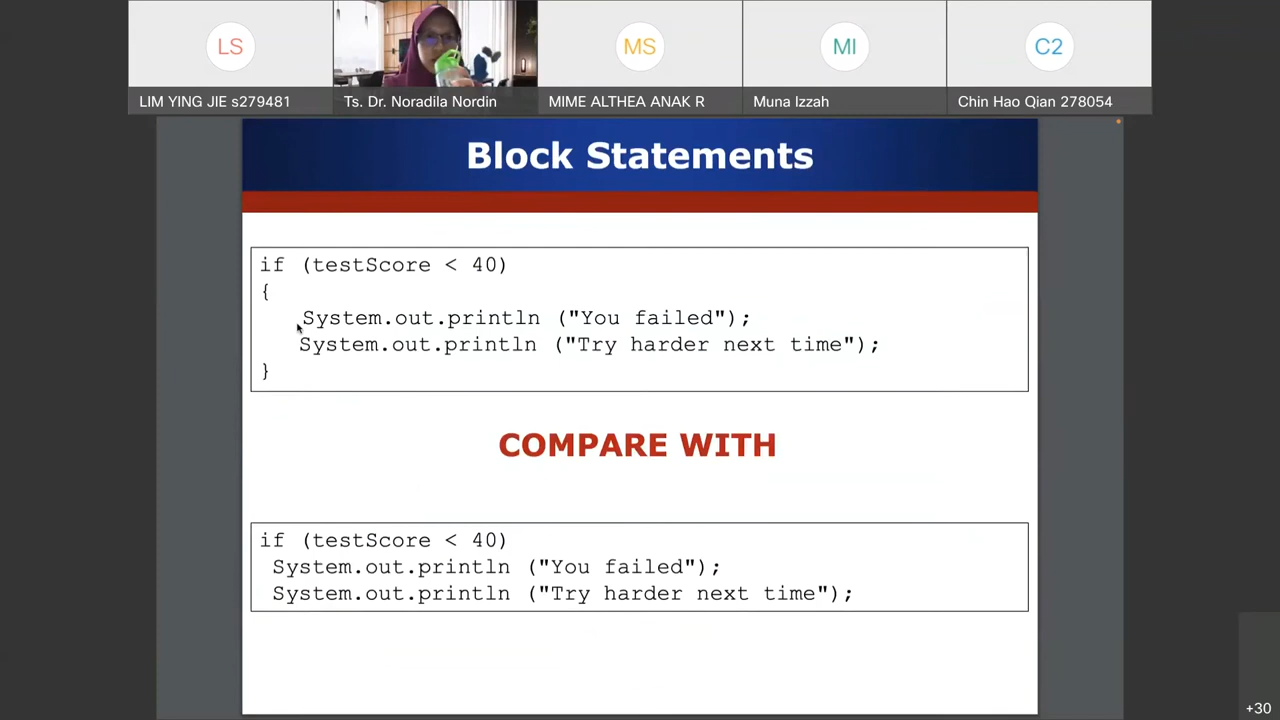 LS
MS
MI
C2
LIM YING JIE s279481
Ts. Dr. Noradila Nordin
MIME ALTHEA ANAK R
Muna Izzah
Chin Hao Qian 278054
Block Statements
if (testScore < 40)
{
System.out.println ("You failed");
System.out.println ("Try harder next time");
}
COMPARE WITH
if (testScore < 40)
System.out.println ("You failed");
System.out.println ("Try harder next time");
+30